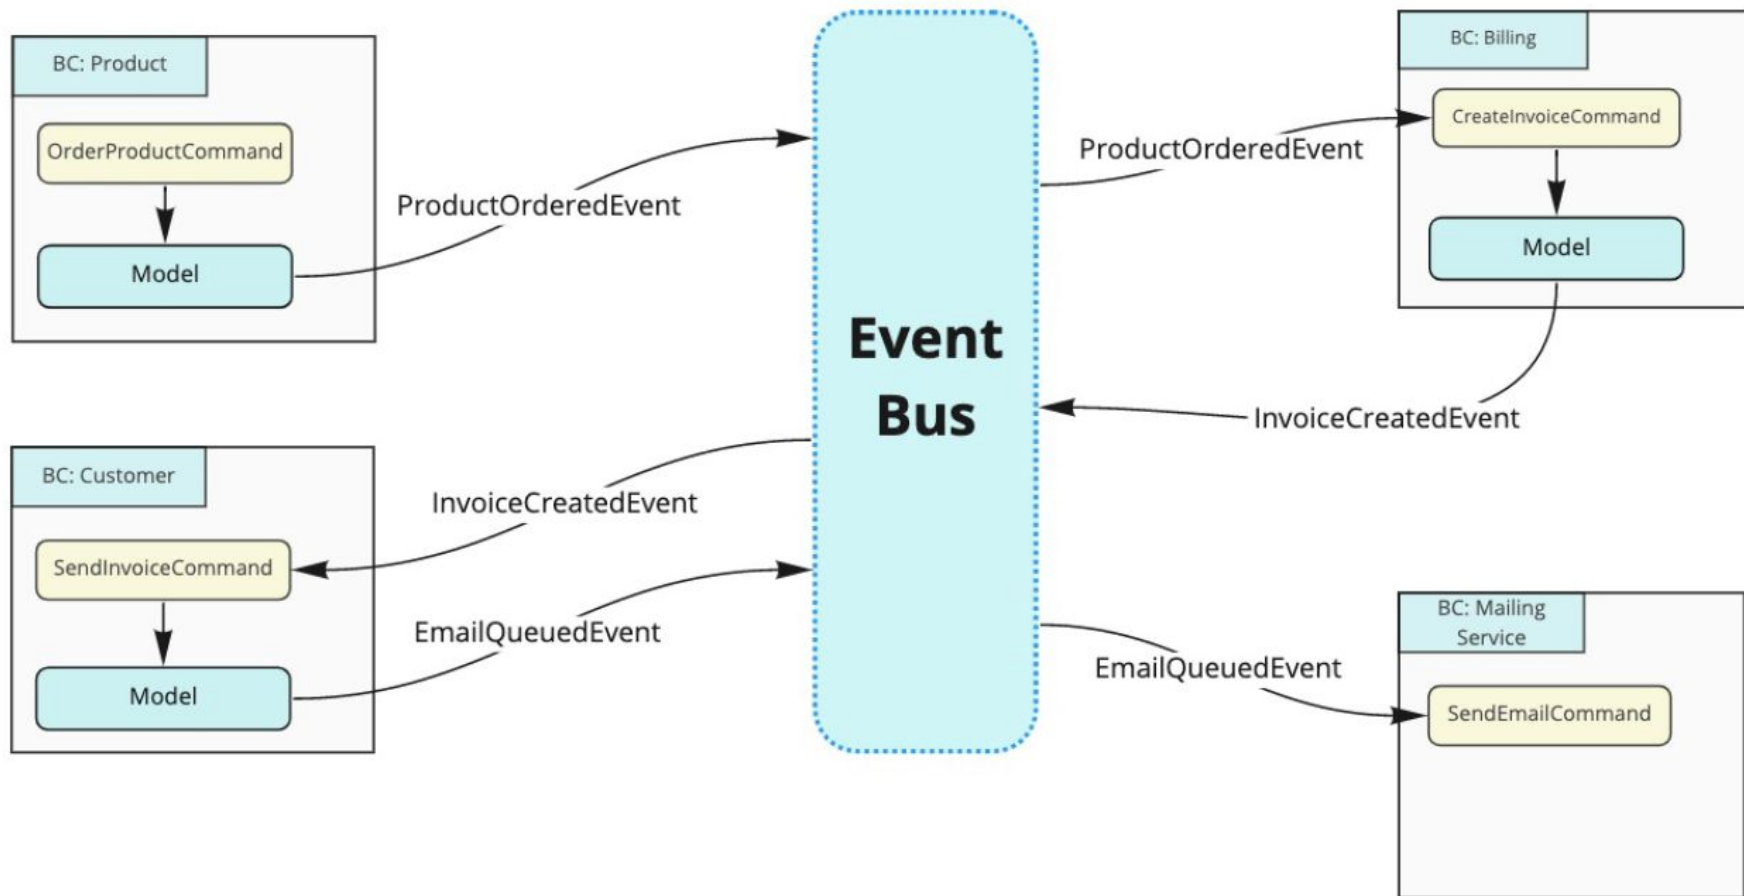 BC: Product
OrderProductCommand
Model
ProductOrderedEvent
Event
Bus
ProductOrderedEvent
BC: Billing
CreateInvoiceCommand
Model
InvoiceCreatedEvent
InvoiceCreatedEvent
BC: Customer
SendInvoiceCommand
Model
EmailQueuedEvent
EmailQueuedEvent
BC: Mailing
Service
SendEmailCommand